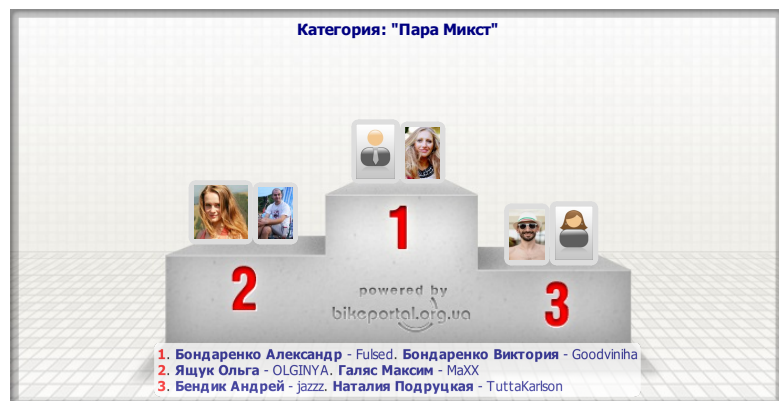 Категория: "Пара Микст"
1
2
3
powered by
bikeportal.org.ua
1. Бондаренко Александр - Fulsed. Бондаренко Виктория - Goodviniha
2. Ящук Ольга - OLGINYA. Галяс Максим - MaXX
3. Бендик Андрей - jazzz. Наталия Подруцкая - TuttaKarlson